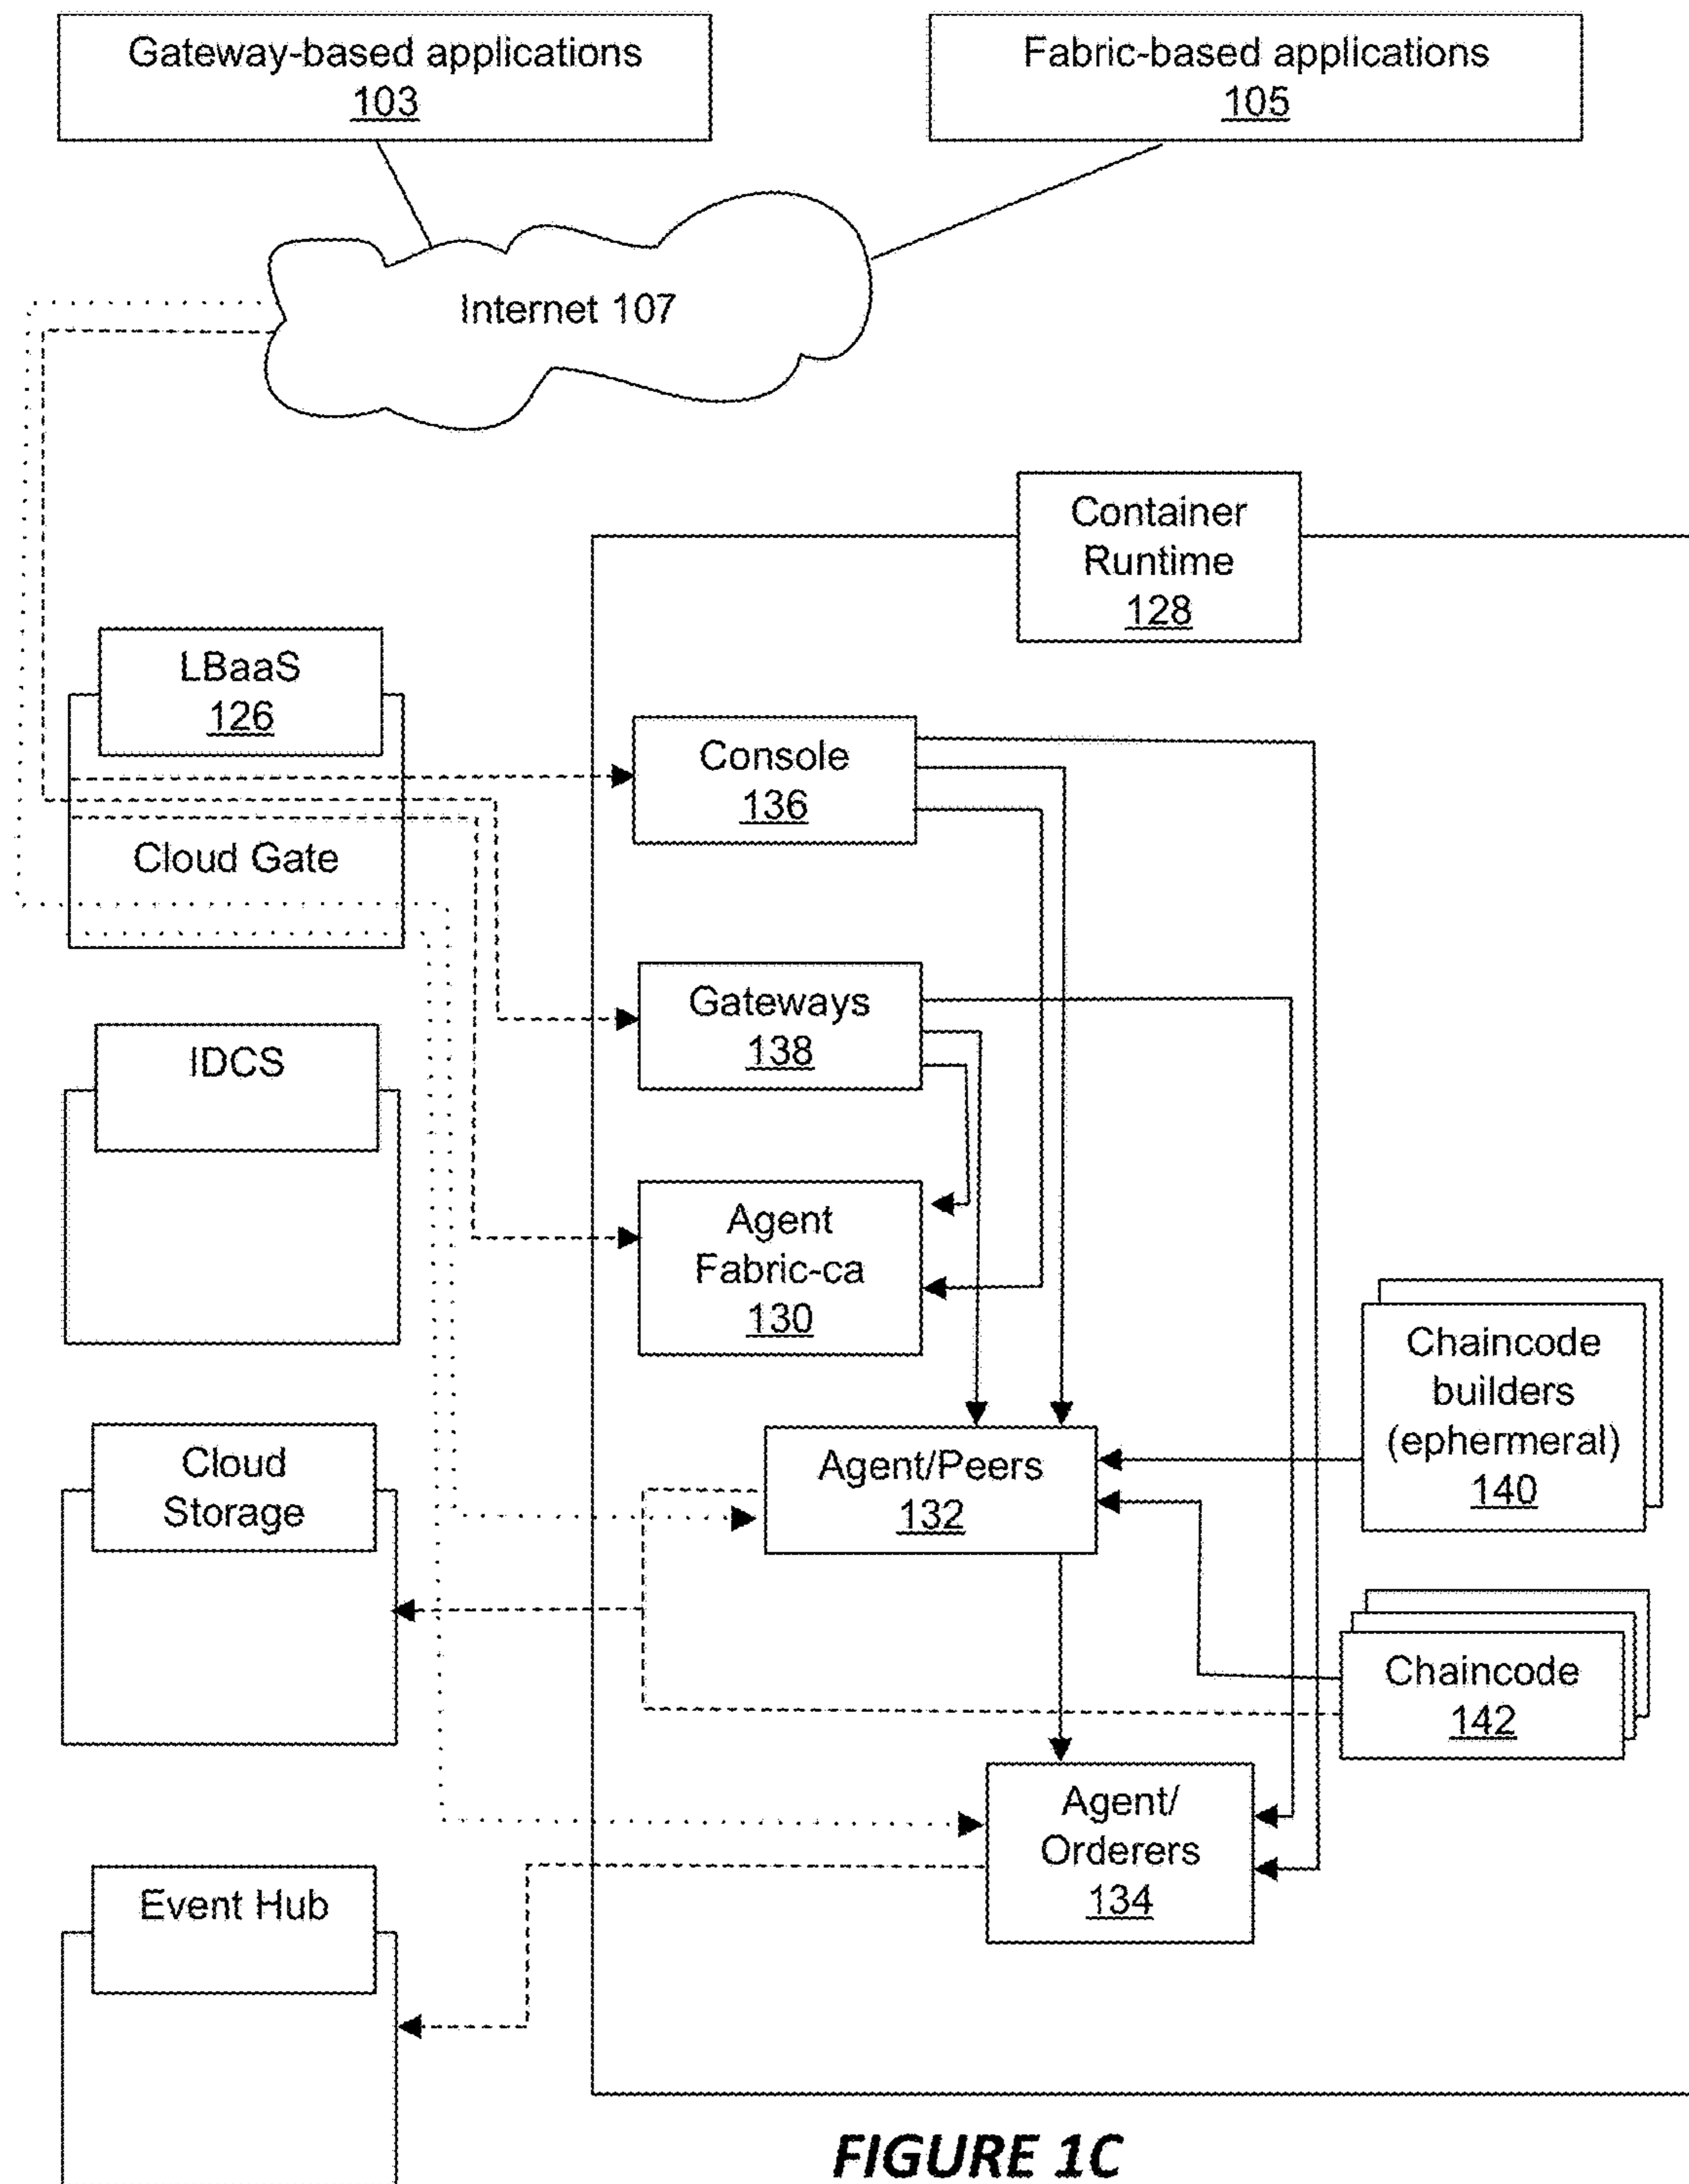 Gateway-based applications
103
Fabric-based applications
105
Internet 107
Container
Runtime
128
LBaaS
126
Cloud Gate
Console
136
Gateways
138
IDCS
Agent
Fabric-ca
130
Chaincode
builders
(ephermeral)
140
Cloud
Storage
Agent/Peers
132
Chaincode
142
Agent/
Orderers
134
Event Hub
FIGURE 1C